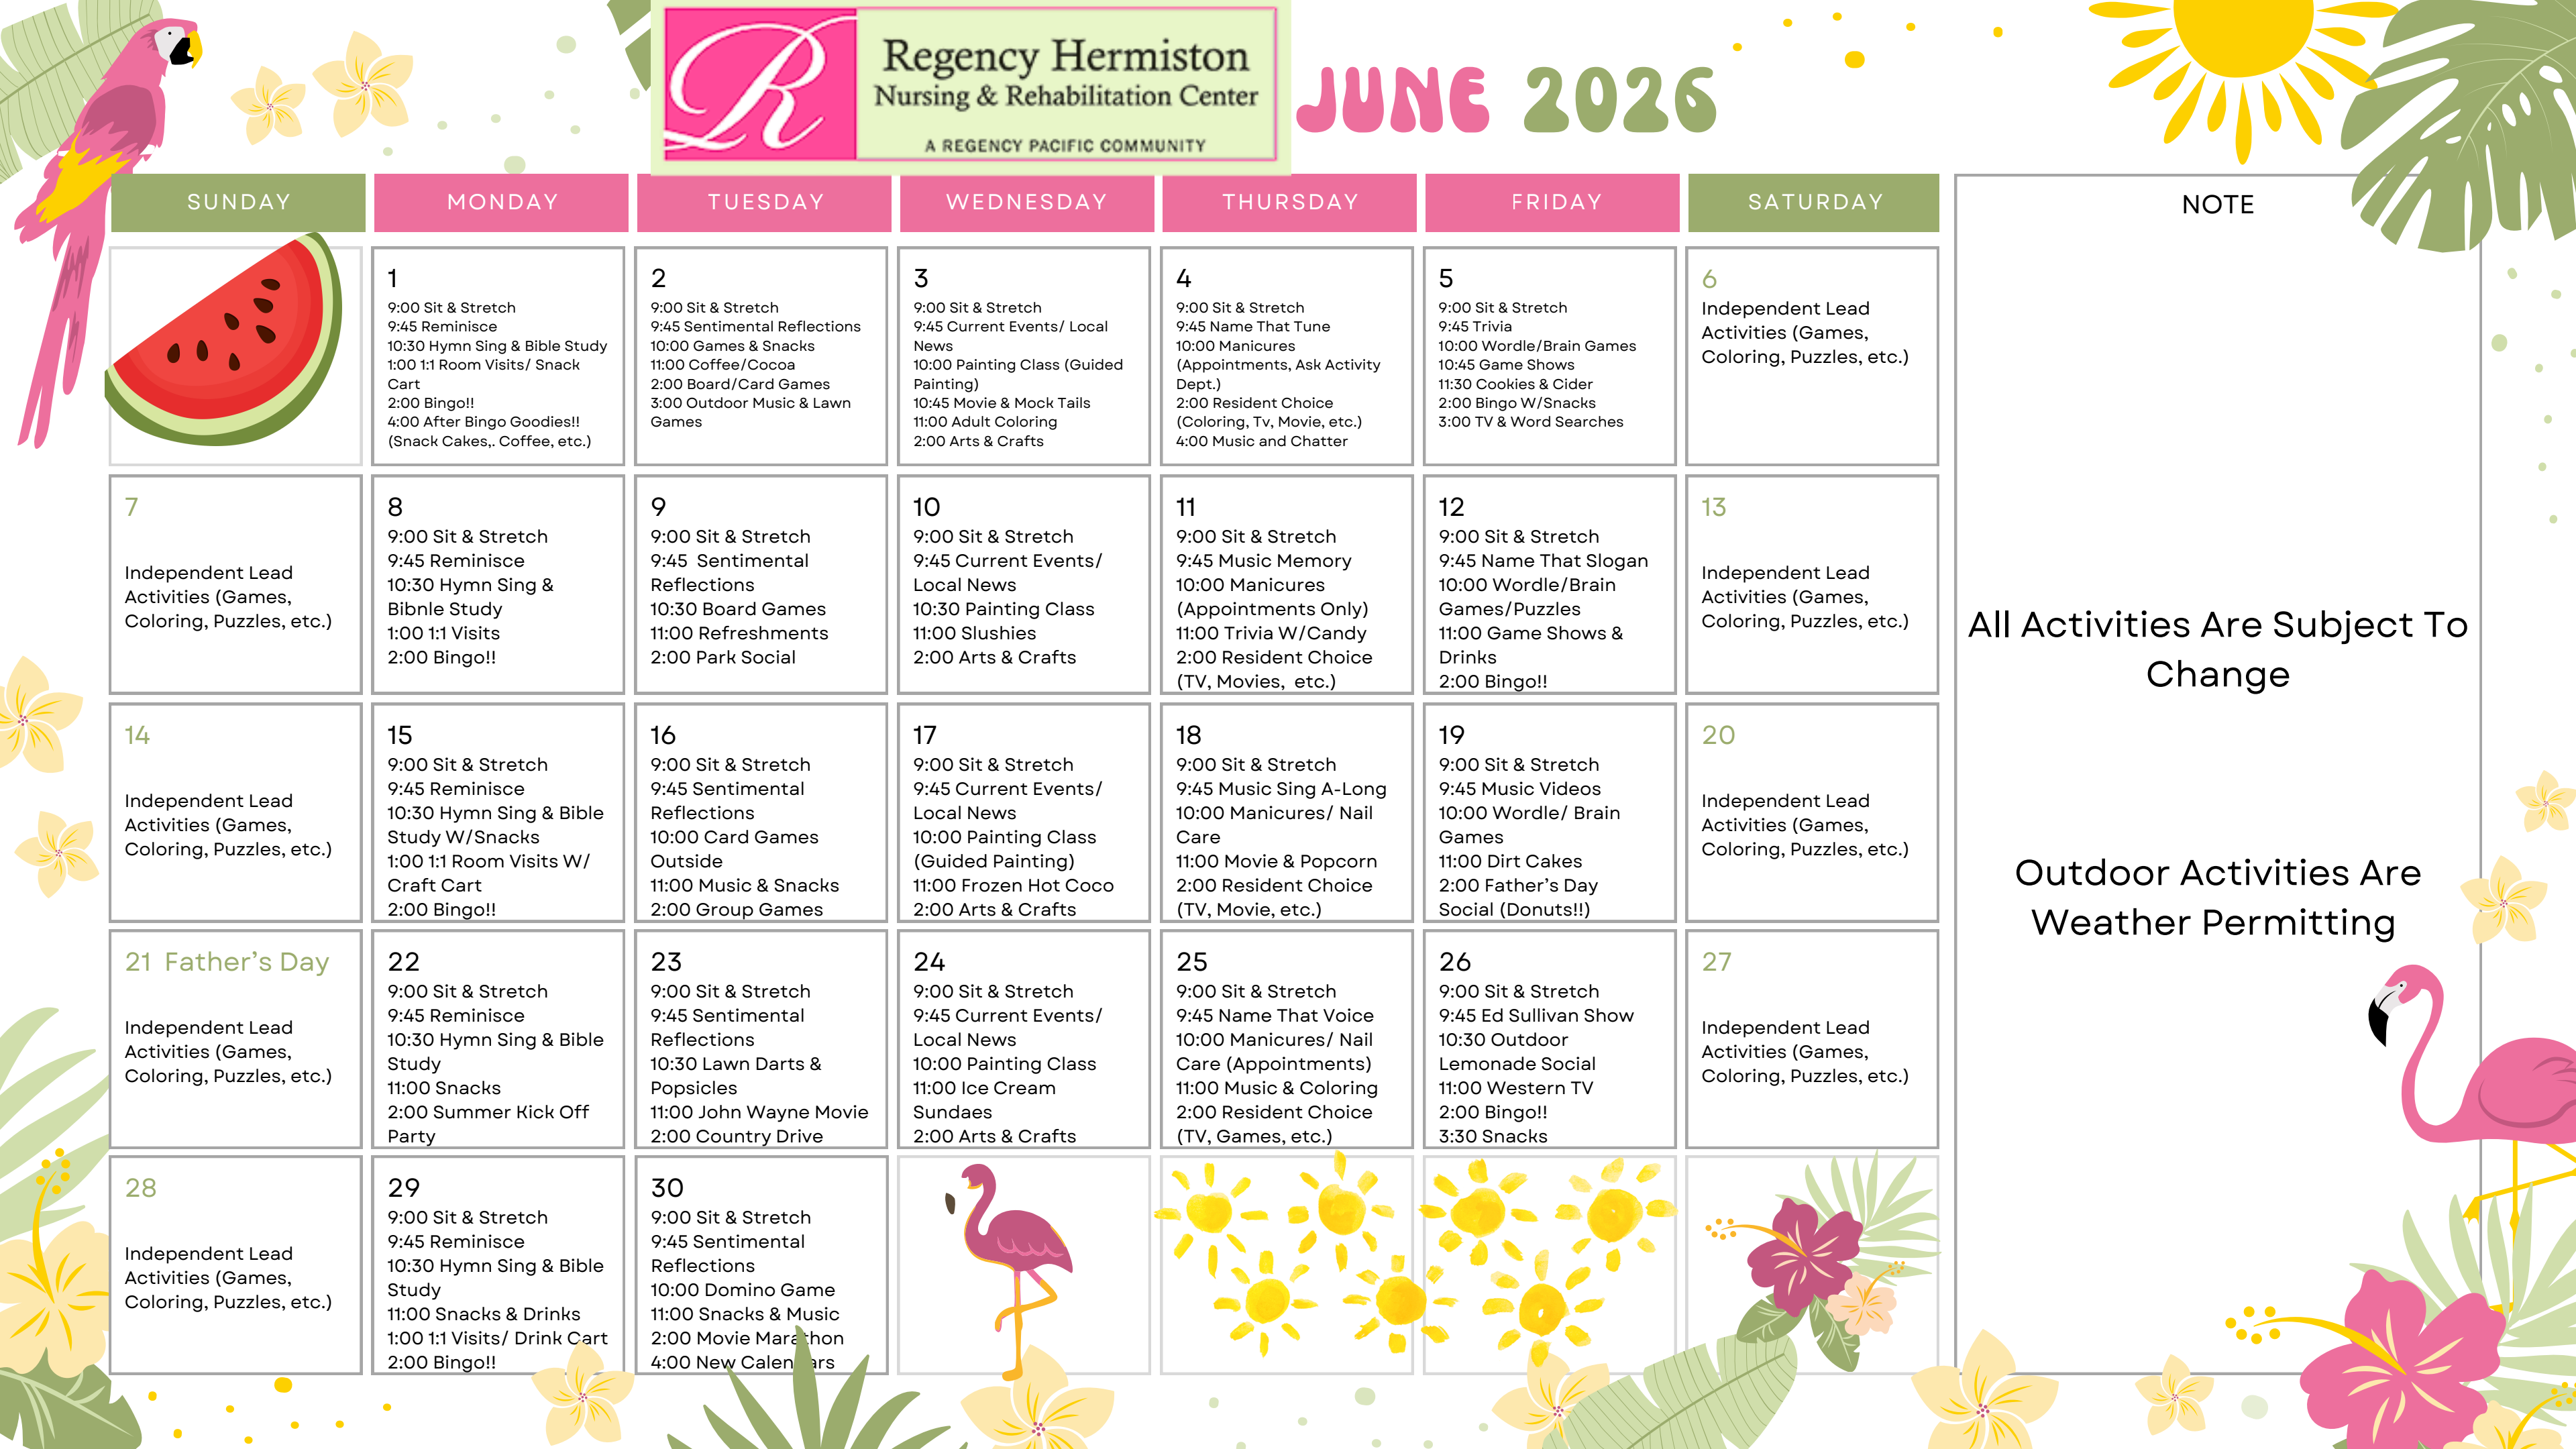 R
Regency Hermiston
Nursing & Rehabilitation Center
A REGENCY PACIFIC COMMUNITY
JUNE 2026
SUNDAY
MONDAY
TUESDAY
WEDNESDAY
THURSDAY
FRIDAY
SATURDAY
1
9:00 Sit & Stretch
9:45 Reminisce
10:30 Hymn Sing & Bible Study
1:00 1:1 Room Visits/ Snack
Cart
2:00 Bingo!!
4:00 After Bingo Goodies!!
(Snack Cakes,. Coffee, etc.)
2
9:00 Sit & Stretch
9:45 Sentimental Reflections
10:00 Games & Snacks
11:00 Coffee/Cocoa
2:00 Board/Card Games
3:00 Outdoor Music & Lawn
Games
3
9:00 Sit & Stretch
9:45 Current Events/ Local
News
10:00 Painting Class (Guided
Painting)
10:45 Movie & Mock Tails
11:00 Adult Coloring
2:00 Arts & Crafts
4
9:00 Sit & Stretch
9:45 Name That Tune
10:00 Manicures
(Appointments, Ask Activity
Dept.)
2:00 Resident Choice
(Coloring, Tv, Movie, etc.)
4:00 Music and Chatter
5
9:00 Sit & Stretch
9:45 Trivia
10:00 Wordle/Brain Games
10:45 Game Shows
11:30 Cookies & Cider
2:00 Bingo W/Snacks
3:00 TV & Word Searches
6
Independent Lead
Activities (Games,
Coloring, Puzzles, etc.)
7
Independent Lead
Activities (Games,
Coloring, Puzzles, etc.)
8
9:00 Sit & Stretch
9:45 Reminisce
10:30 Hymn Sing &
Bibnle Study
1:00 1:1 Visits
2:00 Bingo!!
9
9:00 Sit & Stretch
9:45 Sentimental
Reflections
10:30 Board Games
11:00 Refreshments
2:00 Park Social
10
9:00 Sit & Stretch
9:45 Current Events/
Local News
10:30 Painting Class
11:00 Slushies
2:00 Arts & Crafts
11
9:00 Sit & Stretch
9:45 Music Memory
10:00 Manicures
(Appointments Only)
11:00 Trivia W/Candy
2:00 Resident Choice
(TV, Movies, etc.)
12
9:00 Sit & Stretch
9:45 Name That Slogan
10:00 Wordle/Brain
Games/Puzzles
11:00 Game Shows &
Drinks
2:00 Bingo!!
13
Independent Lead
Activities (Games,
Coloring, Puzzles, etc.)
14
Independent Lead
Activities (Games,
Coloring, Puzzles, etc.)
15
9:00 Sit & Stretch
9:45 Reminisce
10:30 Hymn Sing & Bible
Study W/Snacks
1:00 1:1 Room Visits W/
Craft Cart
2:00 Bingo!!
16
9:00 Sit & Stretch
9:45 Sentimental
Reflections
10:00 Card Games
Outside
11:00 Music & Snacks
2:00 Group Games
17
9:00 Sit & Stretch
9:45 Current Events/
Local News
10:00 Painting Class
(Guided Painting)
11:00 Frozen Hot Coco
2:00 Arts & Crafts
18
9:00 Sit & Stretch
9:45 Music Sing A-Long
10:00 Manicures/ Nail
Care
11:00 Movie & Popcorn
2:00 Resident Choice
(TV, Movie, etc.)
19
9:00 Sit & Stretch
9:45 Music Videos
10:00 Wordle/ Brain
Games
11:00 Dirt Cakes
2:00 Father's Day
Social (Donuts!!)
20
Independent Lead
Activities (Games,
Coloring, Puzzles, etc.)
21 Father's Day
Independent Lead
Activities (Games,
Coloring, Puzzles, etc.)
22
9:00 Sit & Stretch
9:45 Reminisce
10:30 Hymn Sing & Bible
Study
11:00 Snacks
2:00 Summer Kick Off
Party
23
9:00 Sit & Stretch
9:45 Sentimental
Reflections
10:30 Lawn Darts &
Popsicles
11:00 John Wayne Movie
2:00 Country Drive
24
9:00 Sit & Stretch
9:45 Current Events/
Local News
10:00 Painting Class
11:00 Ice Cream
Sundaes
2:00 Arts & Crafts
25
9:00 Sit & Stretch
9:45 Name That Voice
10:00 Manicures/ Nail
Care (Appointments)
11:00 Music & Coloring
2:00 Resident Choice
(TV, Games, etc.)
26
9:00 Sit & Stretch
9:45 Ed Sullivan Show
10:30 Outdoor
Lemonade Social
11:00 Western TV
2:00 Bingo!!
3:30 Snacks
27
Independent Lead
Activities (Games,
Coloring, Puzzles, etc.)
28
Independent Lead
Activities (Games,
Coloring, Puzzles, etc.)
29
9:00 Sit & Stretch
9:45 Reminisce
10:30 Hymn Sing & Bible
Study
11:00 Snacks & Drinks
1:00 1:1 Visits/ Drink Cart
2:00 Bingo!!
30
9:00 Sit & Stretch
9:45 Sentimental
Reflections
10:00 Domino Game
11:00 Snacks & Music
2:00 Movie Marathon
4:00 New Calendars
NOTE
All Activities Are Subject To
Change
Outdoor Activities Are
Weather Permitting